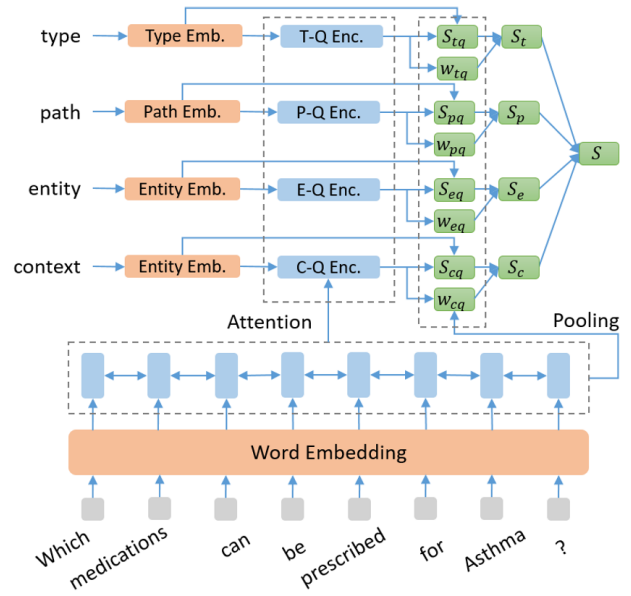 type Type Emb. T-Q Enc. S_tq S_t
w_tq
path Path Emb. P-Q Enc. S_pq S_p
w_pq
S
entity Entity Emb. E-Q Enc. S_eq S_e
w_eq
context Entity Emb. C-Q Enc. S_cq S_c
w_cq
Attention Pooling
Word Embedding
Which medications can be prescribed for Asthma ?